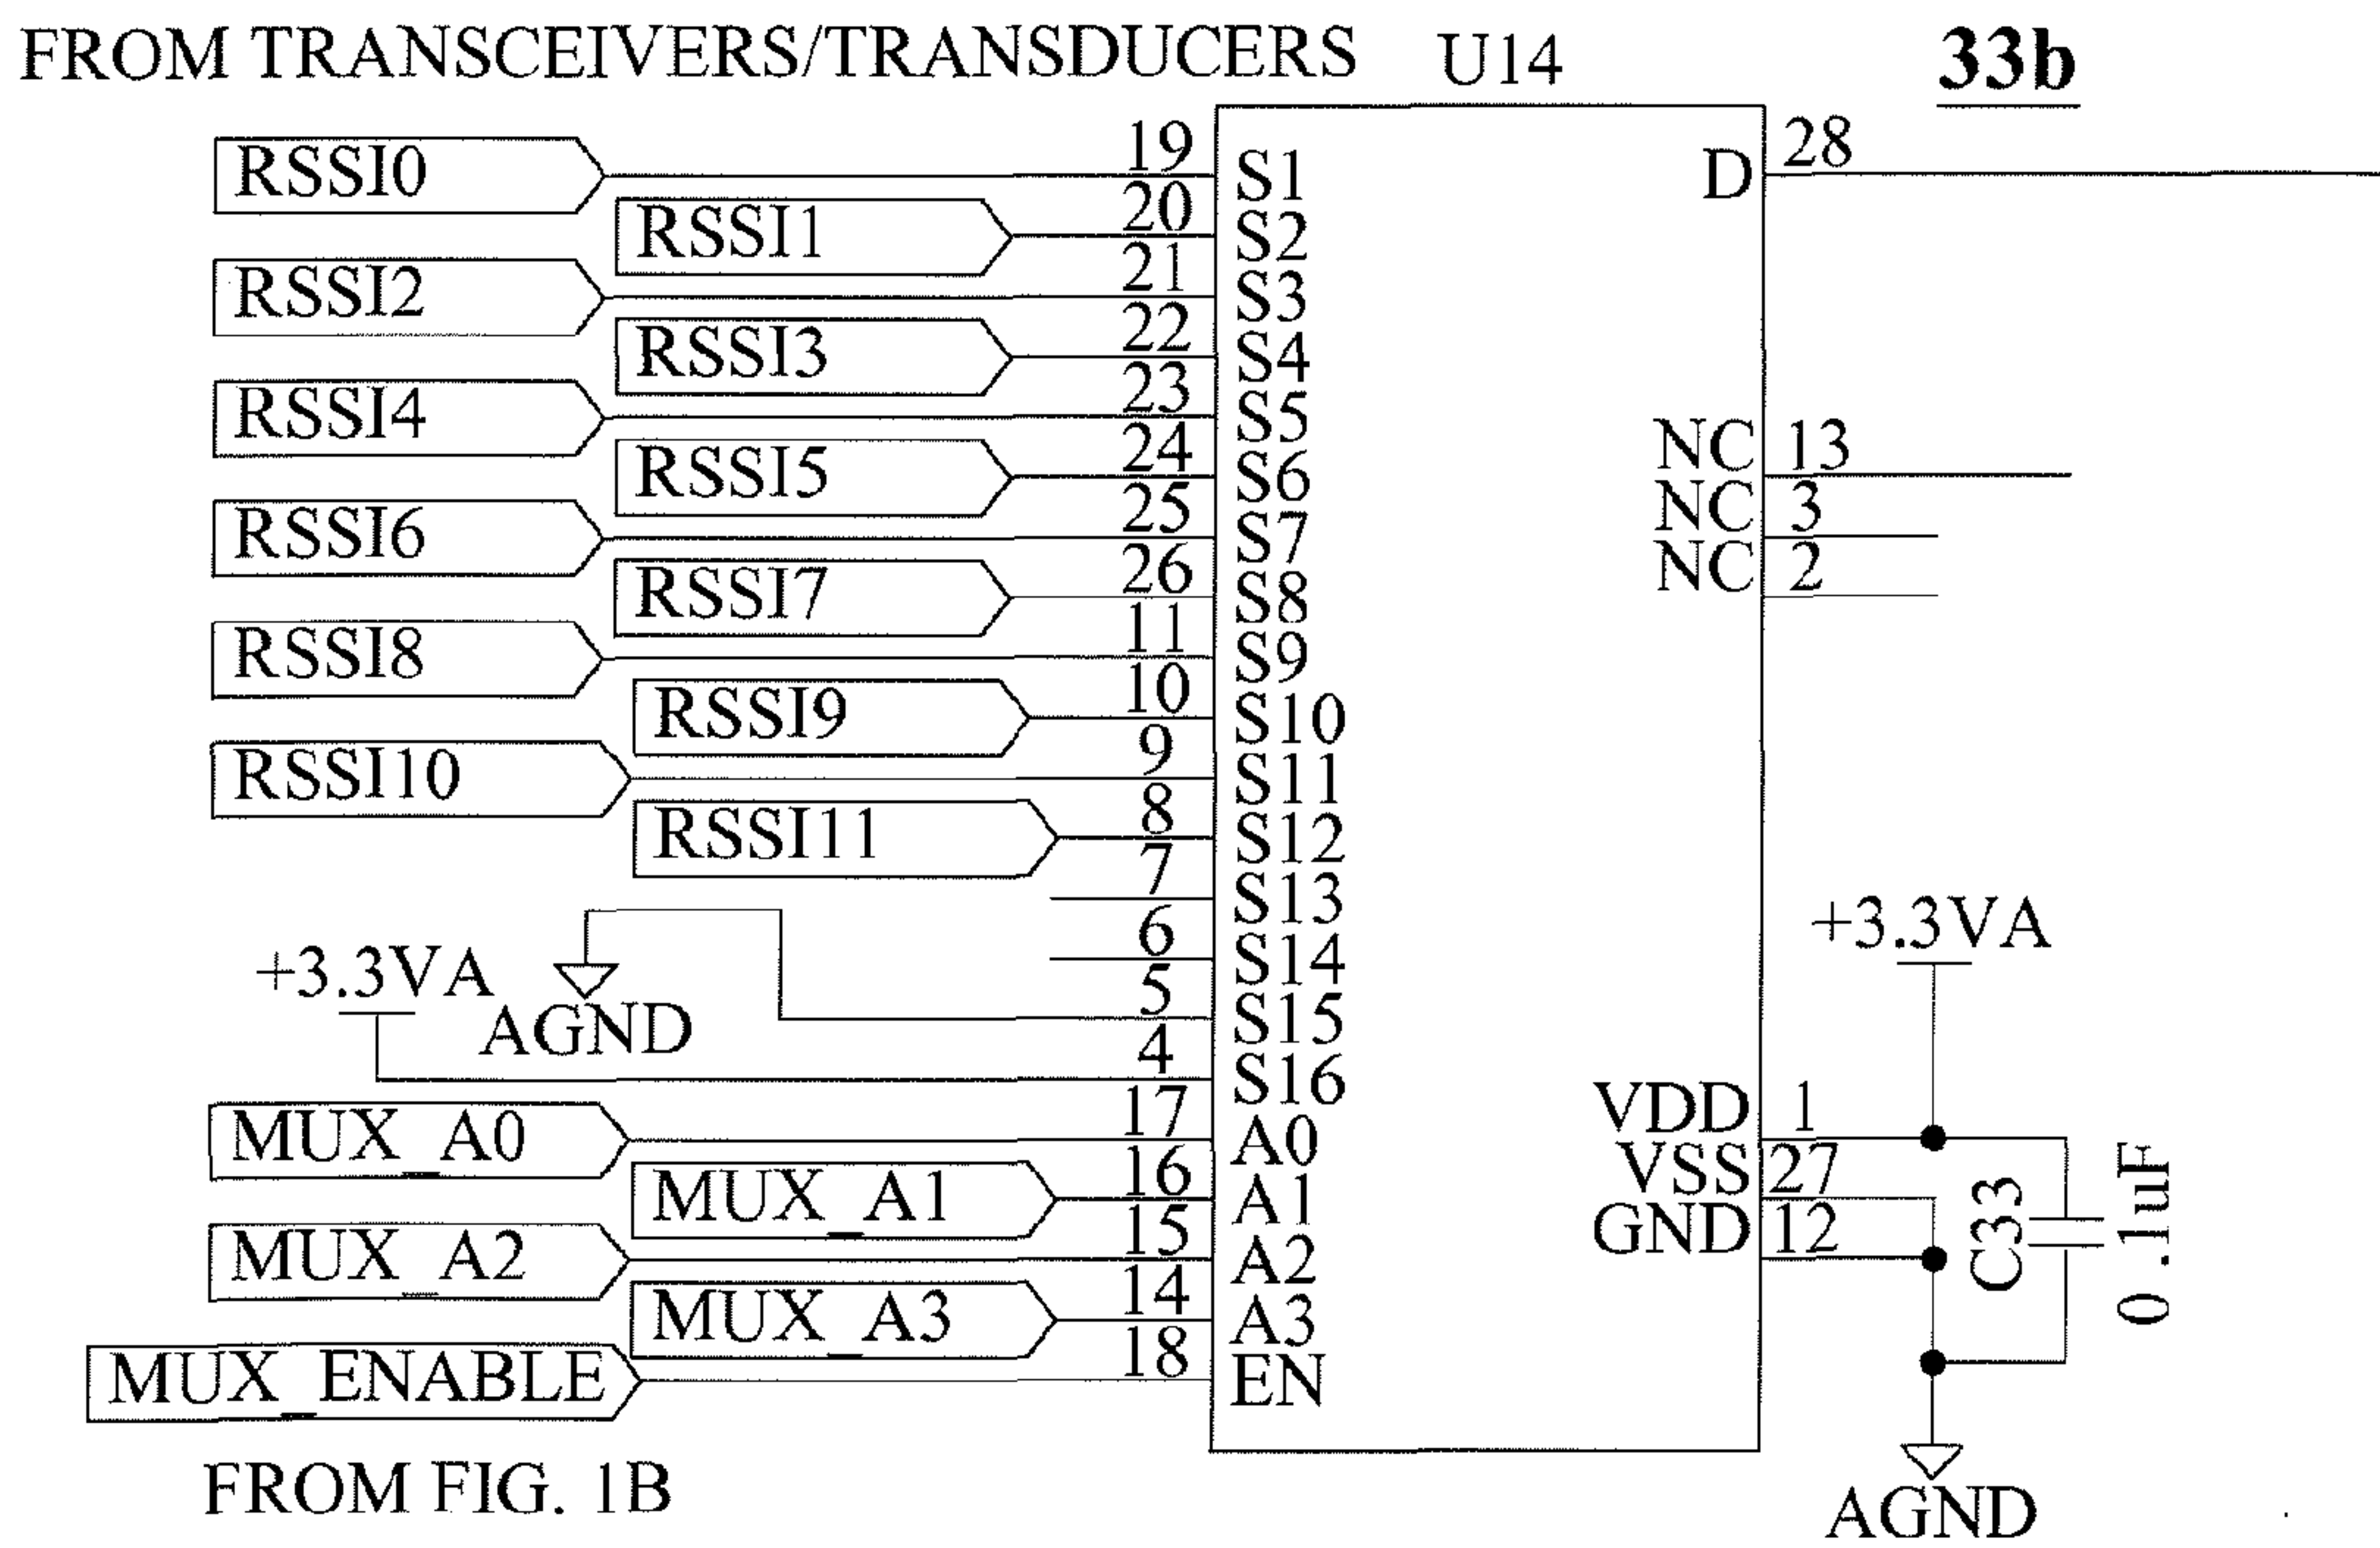 FROM TRANSCEIVERS/TRANSDUCERS U14 33b
RSSI0 19 S1 D 28
RSSI1 20 S2
RSSI2 21 S3
RSSI3 22 S4
RSSI4 23 S5 NC 13
RSSI5 24 S6 NC 3
RSSI6 25 S7 NC 2
RSSI7 26 S8
RSSI8 11 S9
RSSI9 10 S10
RSSI10 9 S11
RSSI11 8 S12
7 S13
6 S14 +3.3VA
AGND 5 S15
+3.3VA 4 S16
MUX_A0 17 A0 VDD 1
MUX_A1 16 A1 VSS 27
MUX_A2 15 A2 GND 12 C33 0.1uF
MUX_A3 14 A3
MUX_ENABLE 18 EN
FROM FIG. 1B AGND